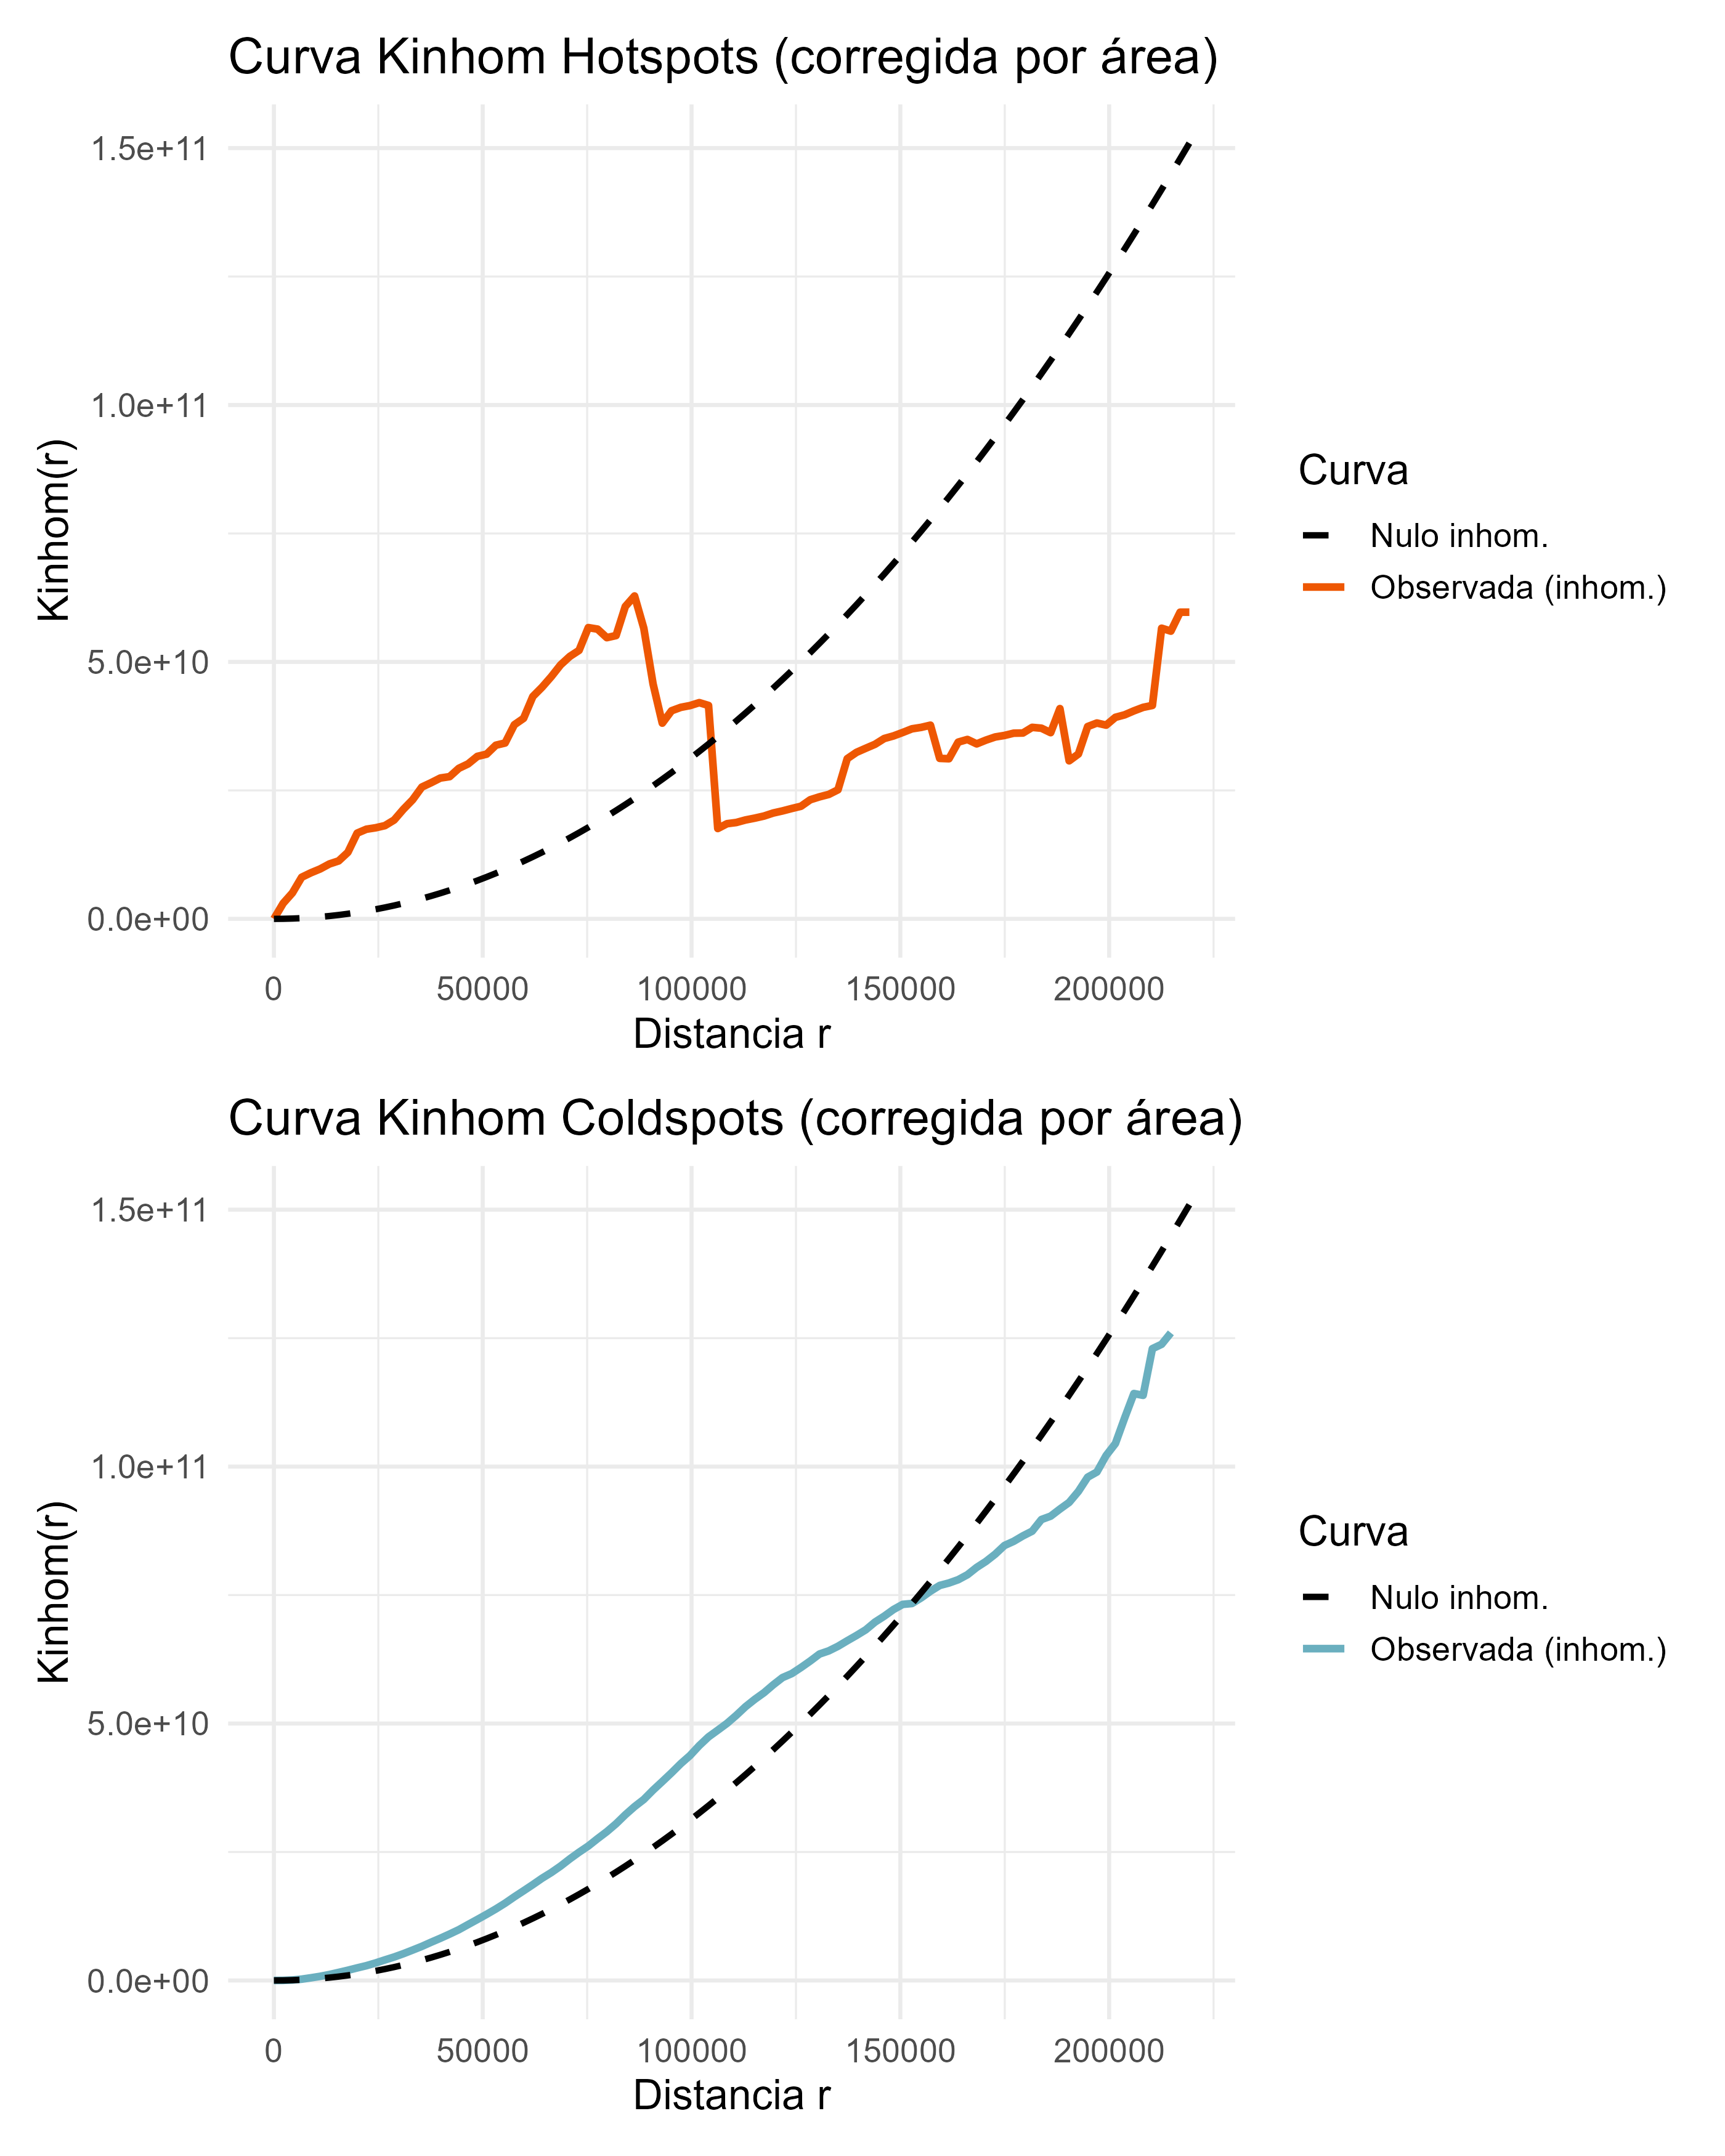 Curva Kinhom Hotspots (corregida por área)
1.5e+11
1.0e+11
5.0e+10
0.0e+00
Kinhom(r)
0 50000 100000 150000 200000
Distancia r
Curva
Nulo inhom.
Observada (inhom.)
Curva Kinhom Coldspots (corregida por área)
1.5e+11
1.0e+11
5.0e+10
0.0e+00
Kinhom(r)
0 50000 100000 150000 200000
Distancia r
Curva
Nulo inhom.
Observada (inhom.)